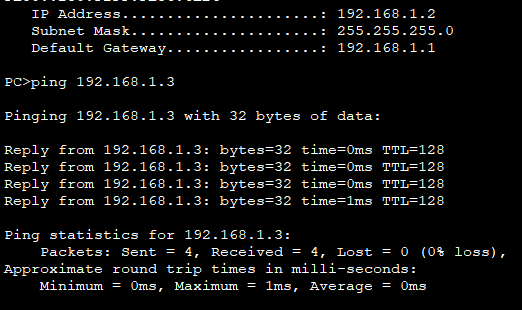 IP Address......................: 192.168.1.2
Subnet Mask.....................: 255.255.255.0
Default Gateway.................: 192.168.1.1
PC>ping 192.168.1.3
Pinging 192.168.1.3 with 32 bytes of data:
Reply from 192.168.1.3: bytes=32 time=0ms TTL=128
Reply from 192.168.1.3: bytes=32 time=0ms TTL=128
Reply from 192.168.1.3: bytes=32 time=0ms TTL=128
Reply from 192.168.1.3: bytes=32 time=1ms TTL=128
Ping statistics for 192.168.1.3:
Packets: Sent = 4, Received = 4, Lost = 0 (0% loss),
Approximate round trip times in milli-seconds:
Minimum = 0ms, Maximum = 1ms, Average = 0ms